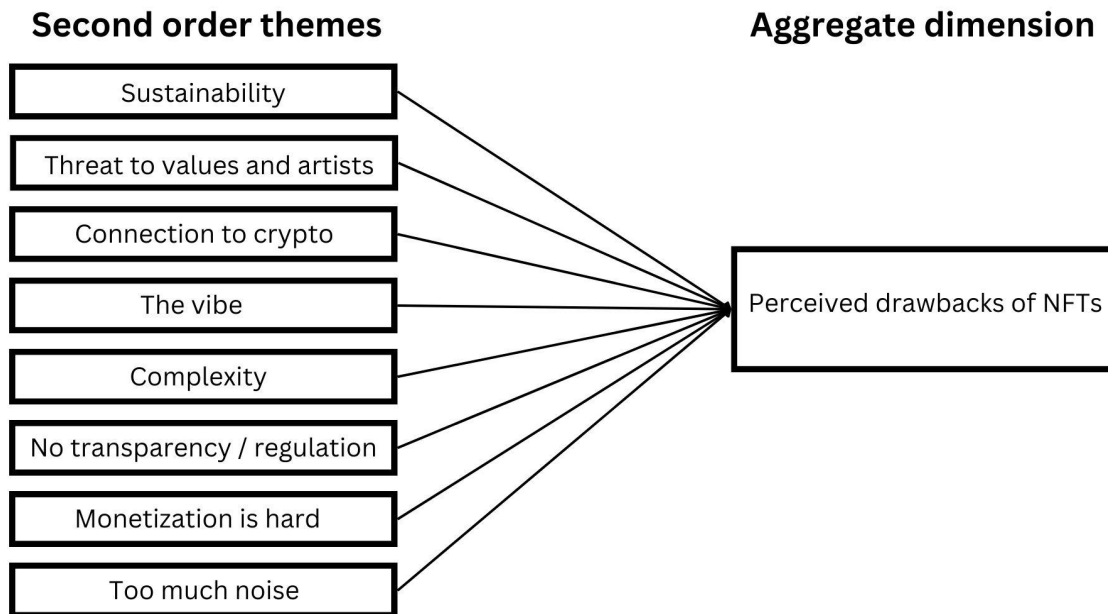 Second order themes
Aggregate dimension
Sustainability
Threat to values and artists
Connection to crypto
The vibe
Complexity
No transparency / regulation
Monetization is hard
Too much noise
Perceived drawbacks of NFTs